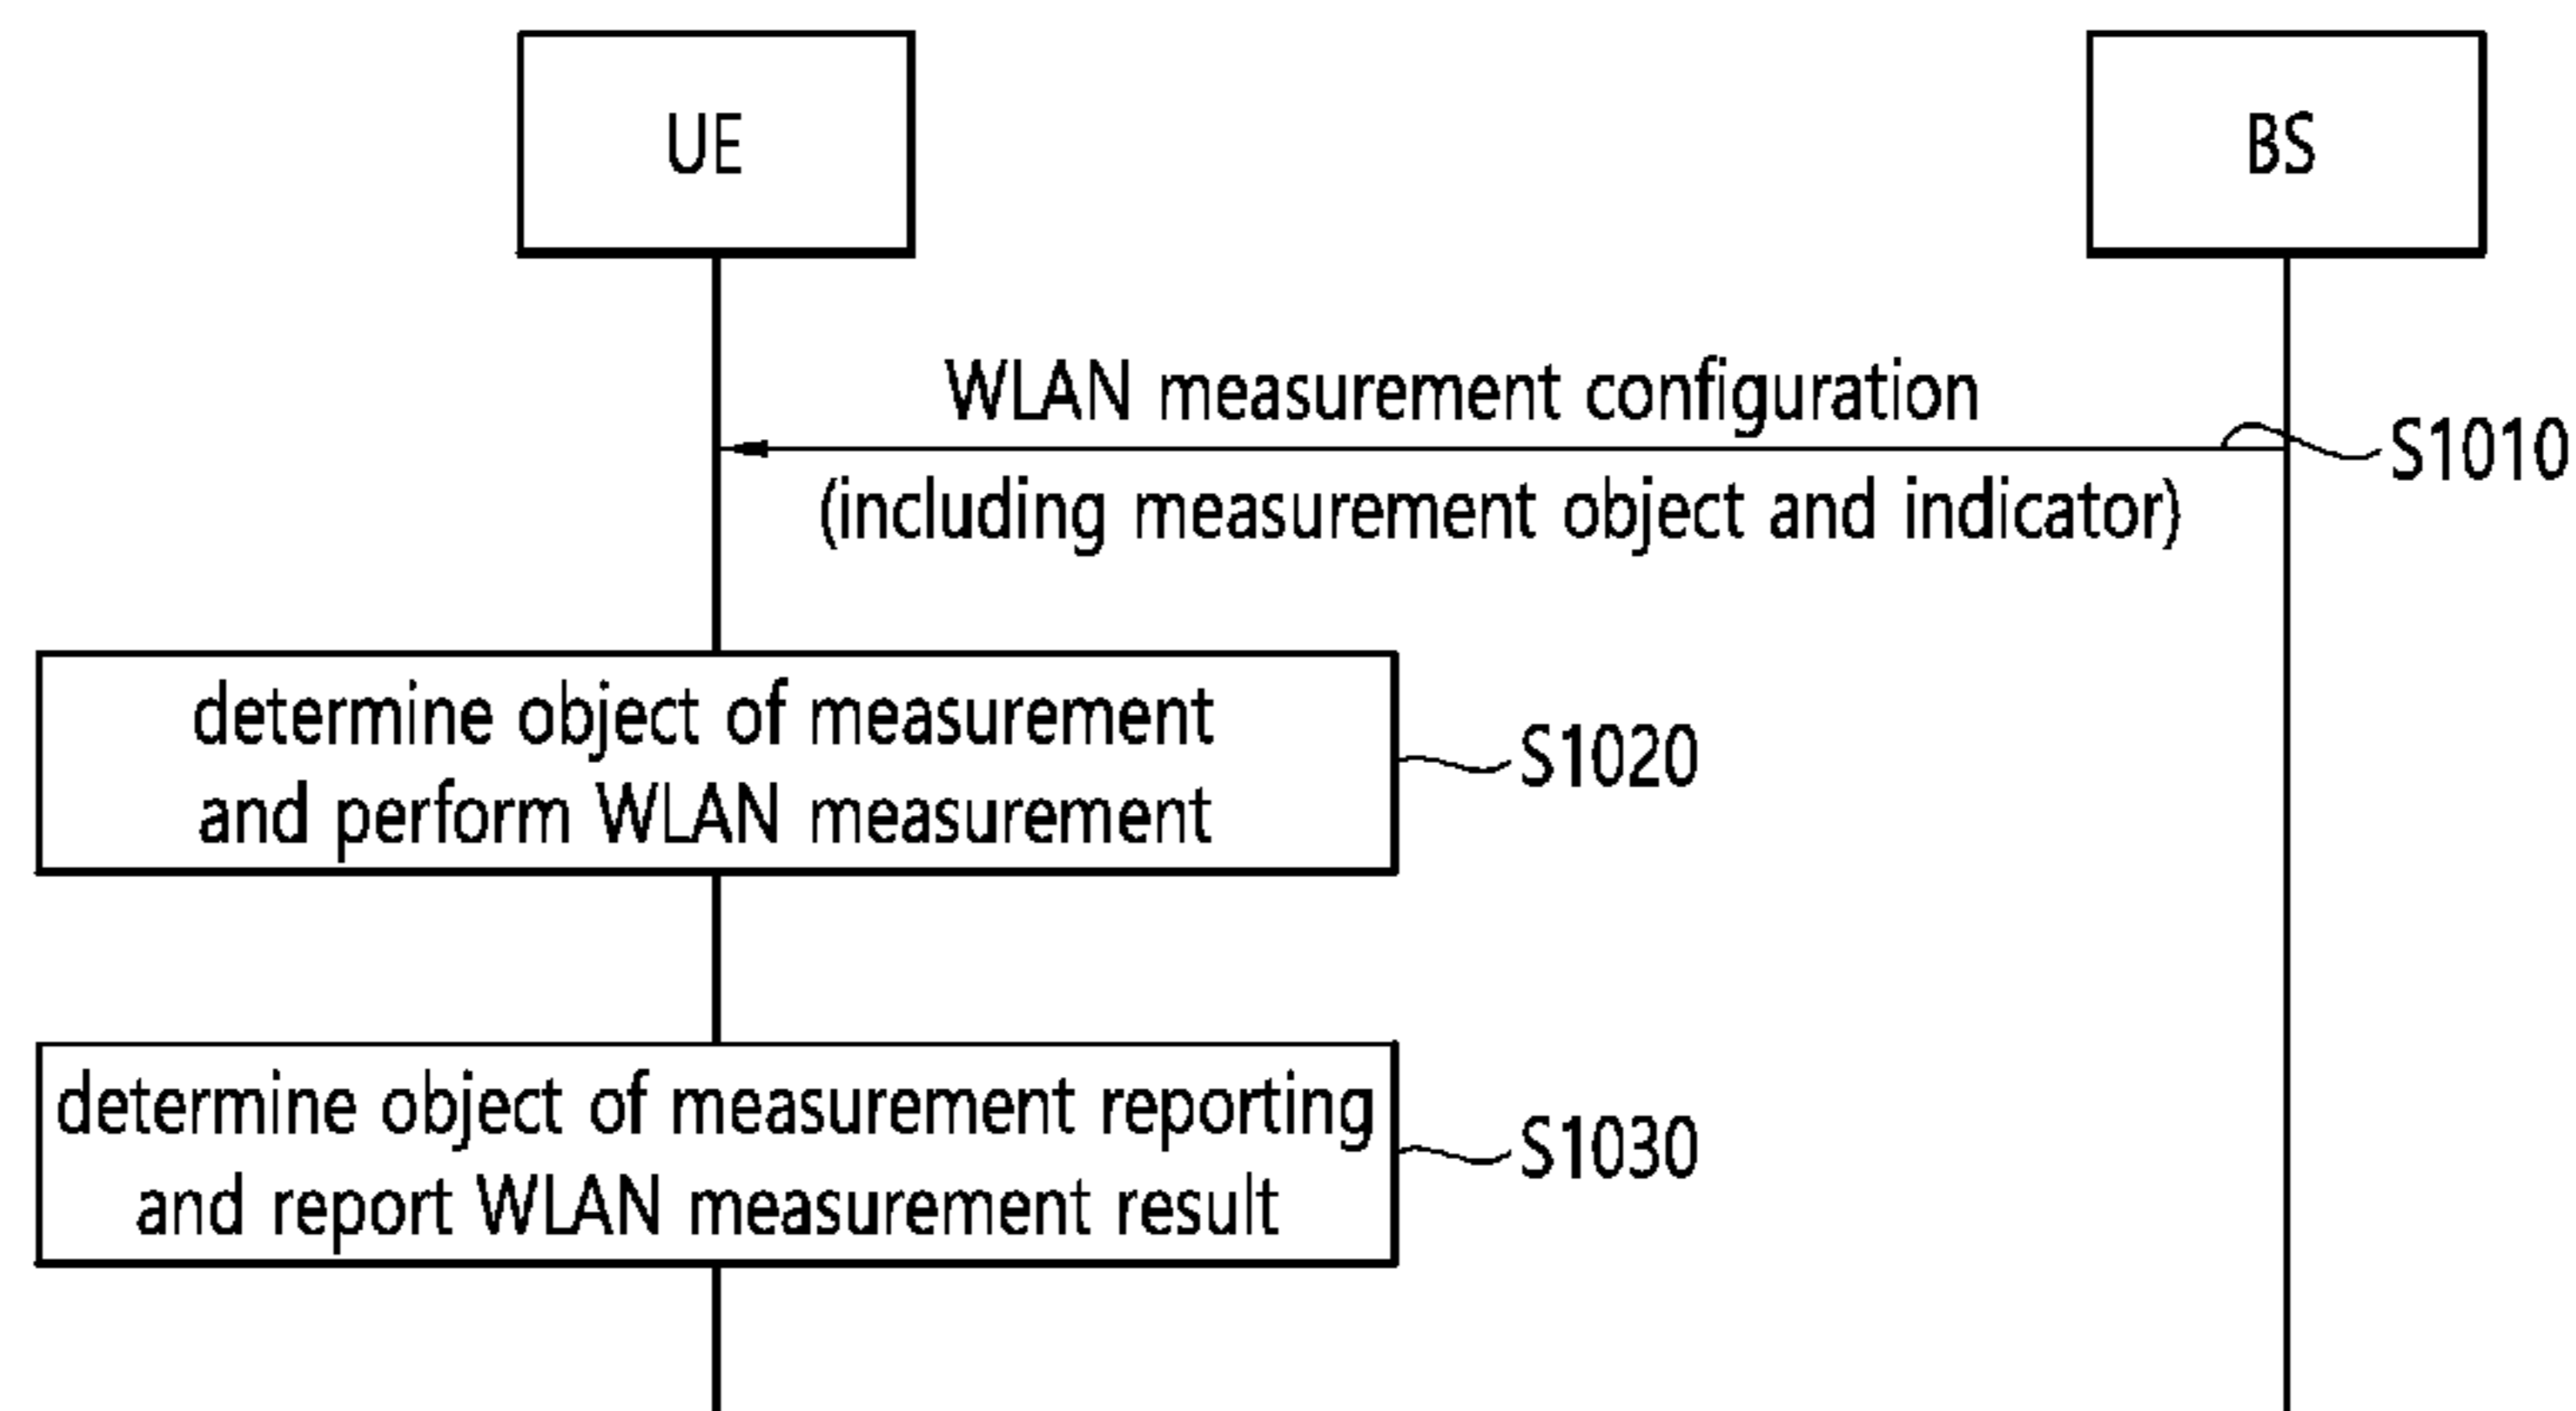 UE
BS
WLAN measurement configuration
S1010
(including measurement object and indicator)
determine object of measurement
and perform WLAN measurement
S1020
determine object of measurement reporting
and report WLAN measurement result
S1030